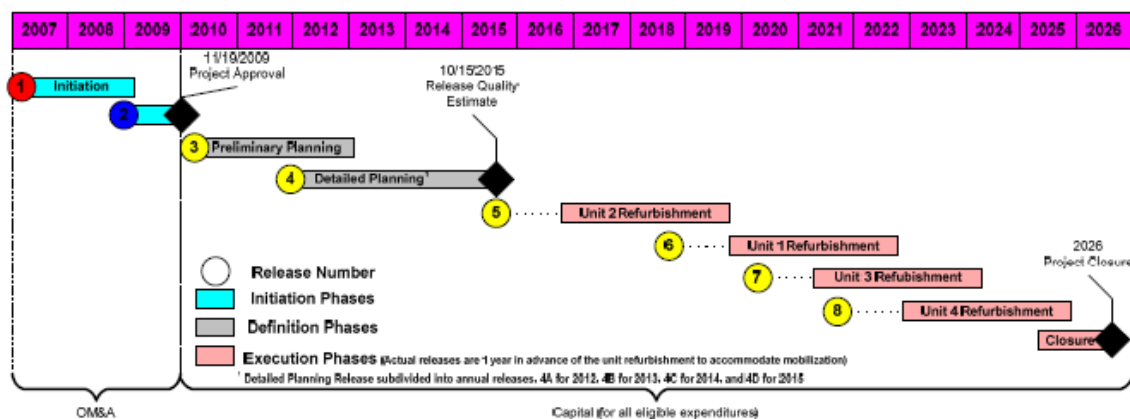 2007 2008 2009 2010 2011 2012 2013 2014 2015 2016 2017 2018 2019 2020 2021 2022 2023 2024 2025 2026
11/19/2009
Project Approval
10/15/2015
Release Quality
Estimate
1 Initiation
2
3 Preliminary Planning
4 Detailed Planning¹
5 Unit 2 Refurbishment
6 Unit 1 Refurbishment
2026
Project Closure
7 Unit 3 Refubishment
8 Unit 4 Refurbishment
Closure
Release Number
Initiation Phases
Definition Phases
Execution Phases (Actual releases are 1 year in advance of the unit refurbishment to accommodate mobilization)
¹ Detailed Planning Release subdivided into annual releases, 4A for 2012, 4B for 2013, 4C for 2014, and 4D for 2015
OM&A
Capital (for all eligible expenditures)